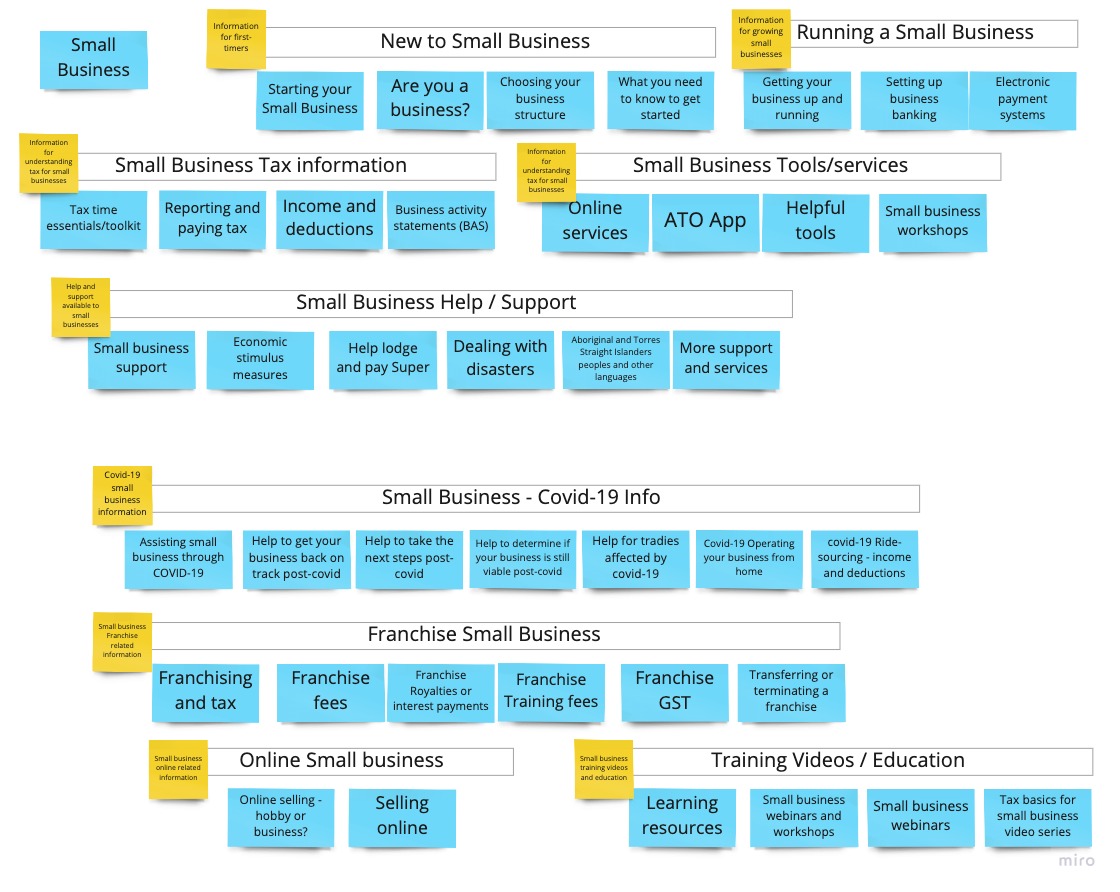 Small
Business
Information
for first-
timers
New to Small Business
Starting your
Small Business
Are you a
business?
Choosing your
business
structure
What you need
to know to get
started
Information
for growing
small
businesses
Running a Small Business
Getting your
business up and
running
Setting up
business
banking
Electronic
payment
systems
Information
for
understanding
tax for small
businesses
Small Business Tax information
Tax time
essentials/toolkit
Reporting and
paying tax
Income and
deductions
Business activity
statements (BAS)
Information
for
understanding
tax for small
businesses
Small Business Tools/services
Online
services
ATO App
Helpful
tools
Small business
workshops
Help and
support
available to
small
businesses
Small Business Help / Support
Small business
support
Economic
stimulus
measures
Help lodge
and pay Super
Dealing with
disasters
Aboriginal and Torres
Straight Islanders
peoples and other
languages
More support
and services
Covid-19
small
business
information
Small Business - Covid-19 Info
Assisting small
business through
COVID-19
Help to get your
business back on
track post-covid
Help to take the
next steps post-
covid
Help to determine if
your business is still
viable post-covid
Help for tradies
affected by
covid-19
Covid-19 Operating
your business from
home
covid-19 Ride-
sourcing - income
and deductions
Small business
Franchise
related
information
Franchise Small Business
Franchising
and tax
Franchise
fees
Franchise
Royalties or
interest payments
Franchise
Training fees
Franchise
GST
Transferring or
terminating a
franchise
Small business
online related
information
Online Small business
Online selling -
hobby or
business?
Selling
online
Small business
training videos
and education
Training Videos / Education
Learning
resources
Small business
webinars and
workshops
Small business
webinars
Tax basics for
small business
video series
miro